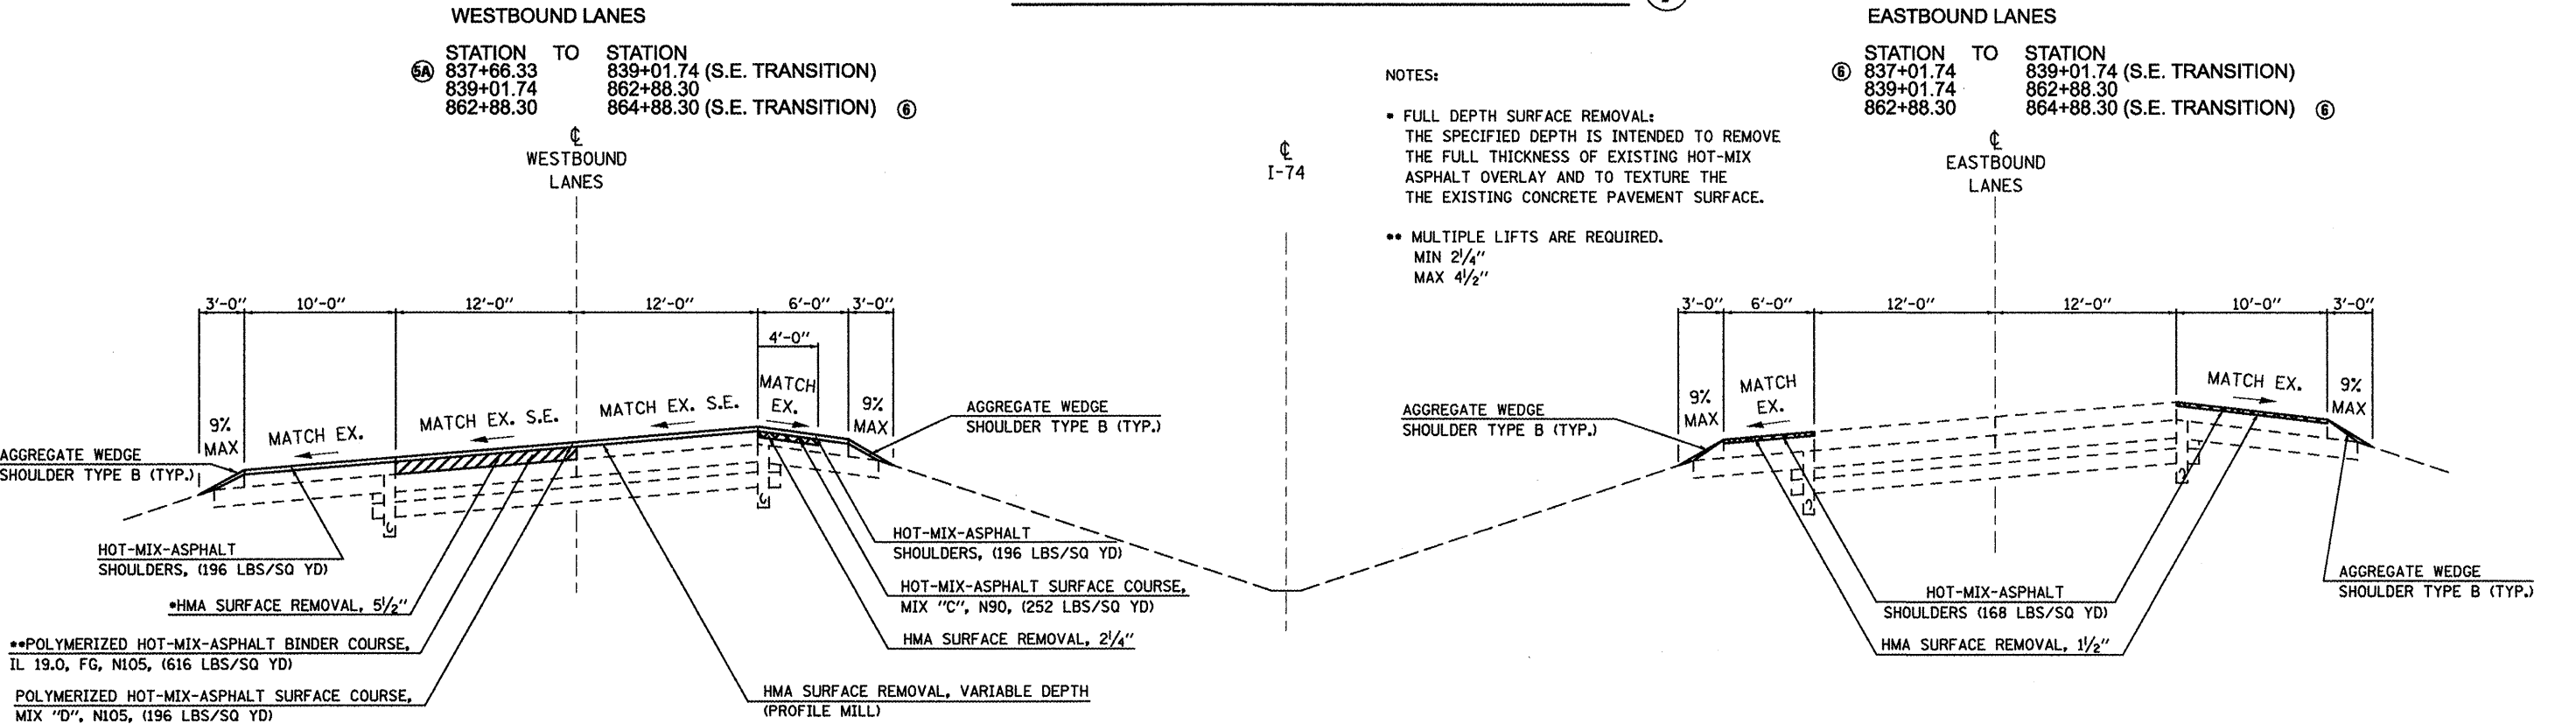 WESTBOUND LANES
STATION TO STATION
5A 837+66.33 839+01.74 (S.E. TRANSITION)
839+01.74 862+88.30
862+88.30 864+88.30 (S.E. TRANSITION) 6
℄
WESTBOUND
LANES
℄
I-74
NOTES:
* FULL DEPTH SURFACE REMOVAL:
THE SPECIFIED DEPTH IS INTENDED TO REMOVE
THE FULL THICKNESS OF EXISTING HOT-MIX
ASPHALT OVERLAY AND TO TEXTURE THE
THE EXISTING CONCRETE PAVEMENT SURFACE.
** MULTIPLE LIFTS ARE REQUIRED.
MIN 2 1/4"
MAX 4 1/2"
EASTBOUND LANES
STATION TO STATION
6 837+01.74 839+01.74 (S.E. TRANSITION)
839+01.74 862+88.30
862+88.30 864+88.30 (S.E. TRANSITION) 6
℄
EASTBOUND
LANES
3'-0" 10'-0" 12'-0" 12'-0" 6'-0" 3'-0"
4'-0"
9%
MAX
MATCH EX.
MATCH EX. S.E.
MATCH EX. S.E.
MATCH
EX.
9%
MAX
AGGREGATE WEDGE
SHOULDER TYPE B (TYP.)
AGGREGATE WEDGE
SHOULDER TYPE B (TYP.)
HOT-MIX-ASPHALT
SHOULDERS, (196 LBS/SQ YD)
*HMA SURFACE REMOVAL, 5 1/2"
**POLYMERIZED HOT-MIX-ASPHALT BINDER COURSE,
IL 19.0, FG, N105, (616 LBS/SQ YD)
POLYMERIZED HOT-MIX-ASPHALT SURFACE COURSE,
MIX "D", N105, (196 LBS/SQ YD)
HOT-MIX-ASPHALT
SHOULDERS, (196 LBS/SQ YD)
HOT-MIX-ASPHALT SURFACE COURSE,
MIX "C", N90, (252 LBS/SQ YD)
HMA SURFACE REMOVAL, 2 1/4"
HMA SURFACE REMOVAL, VARIABLE DEPTH
(PROFILE MILL)
3'-0" 6'-0" 12'-0" 12'-0" 10'-0" 3'-0"
9%
MAX
MATCH
EX.
MATCH EX.
9%
MAX
AGGREGATE WEDGE
SHOULDER TYPE B (TYP.)
HOT-MIX-ASPHALT
SHOULDERS (168 LBS/SQ YD)
HMA SURFACE REMOVAL, 1 1/2"
AGGREGATE WEDGE
SHOULDER TYPE B (TYP.)